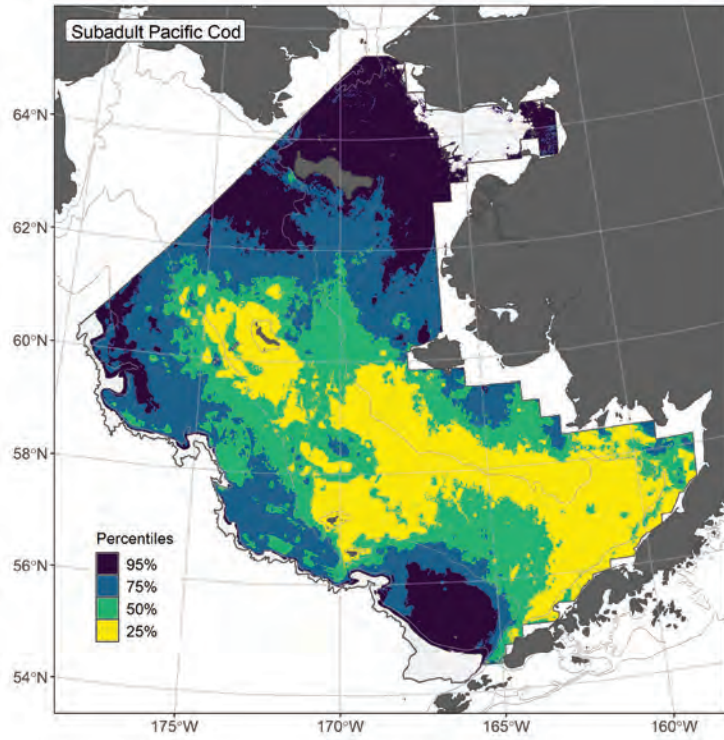 Subadult Pacific Cod
64°N
62°N
60°N
58°N
56°N
54°N
Percentiles
95%
75%
50%
25%
175°W
170°W
165°W
160°W